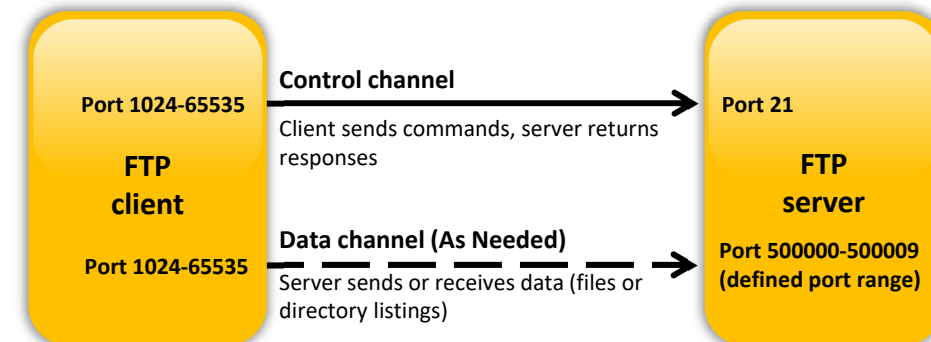 Control channel
Port 1024-65535
Port 21
Client sends commands, server returns
responses
FTP
client
FTP
server
Data channel (As Needed)
Port 1024-65535
Port 500000-500009
(defined port range)
Server sends or receives data (files or
directory listings)